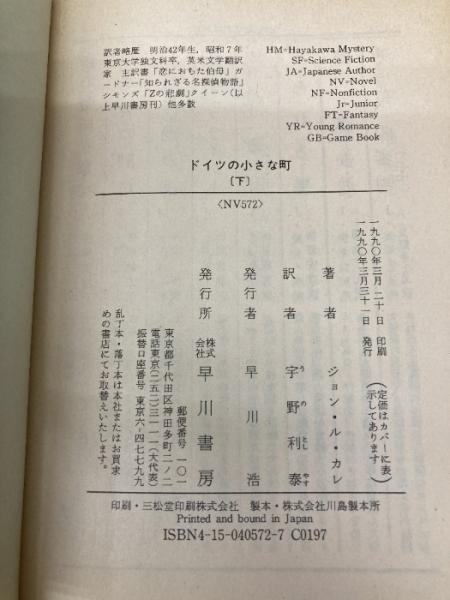 訳者略歴　明治42年生，昭和7年
東京大学独文科卒，英米文学翻訳
家　主訳書「恋におちた伯母」ガ
ードナー「知られざる名探偵物語」
シモンズ「Zの悲劇」クイーン(以
上早川書房刊)　他多数
HM=Hayakawa Mystery
SF=Science Fiction
JA=Japanese Author
NV=Novel
NF=Nonfiction
Jr=Junior
FT=Fantasy
YR=Young Romance
GB=Game Book
ドイツの小さな町
〔下〕
〈NV572〉
一九九〇年三月二十日　印刷
一九九〇年三月三十一日　発行
(定価はカバーに表
示してあります)
著者　ジョン・ル・カレ
訳者　宇野利泰
うのとしやす
発行者　早川浩
発行所　株式会社　早川書房
郵便番号　一〇一
東京都千代田区神田多町二ノ二
電話東京(二五二)三一一一(大代表)
振替口座番号　東京六-四七七九九
乱丁本・落丁本は本社またはお買求
めの書店にてお取替えいたします。
印刷・三松堂印刷株式会社　製本・株式会社川島製本所
Printed and bound in Japan
ISBN4-15-040572-7 C0197